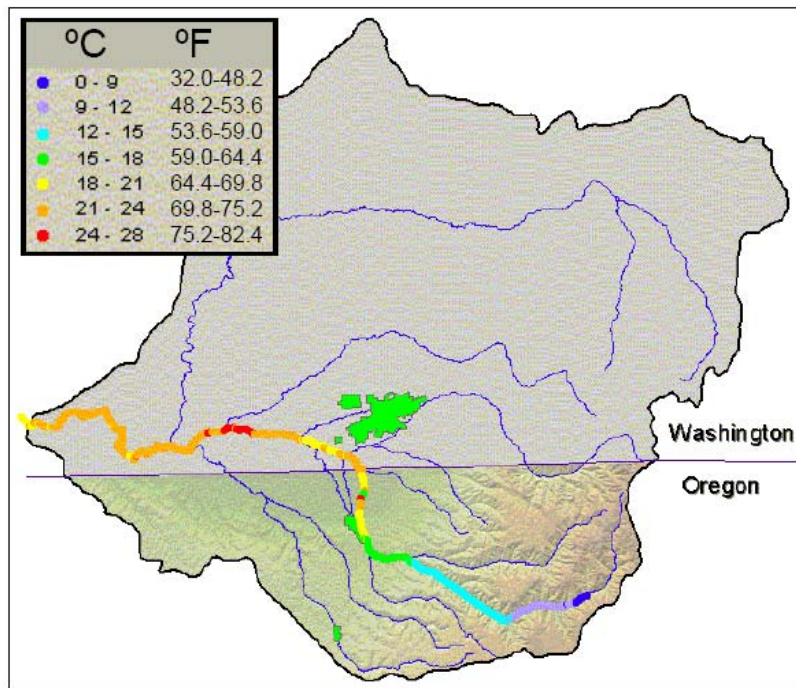 ºC ºF
0 - 9 32.0-48.2
9 - 12 48.2-53.6
12 - 15 53.6-59.0
15 - 18 59.0-64.4
18 - 21 64.4-69.8
21 - 24 69.8-75.2
24 - 28 75.2-82.4
Washington
Oregon